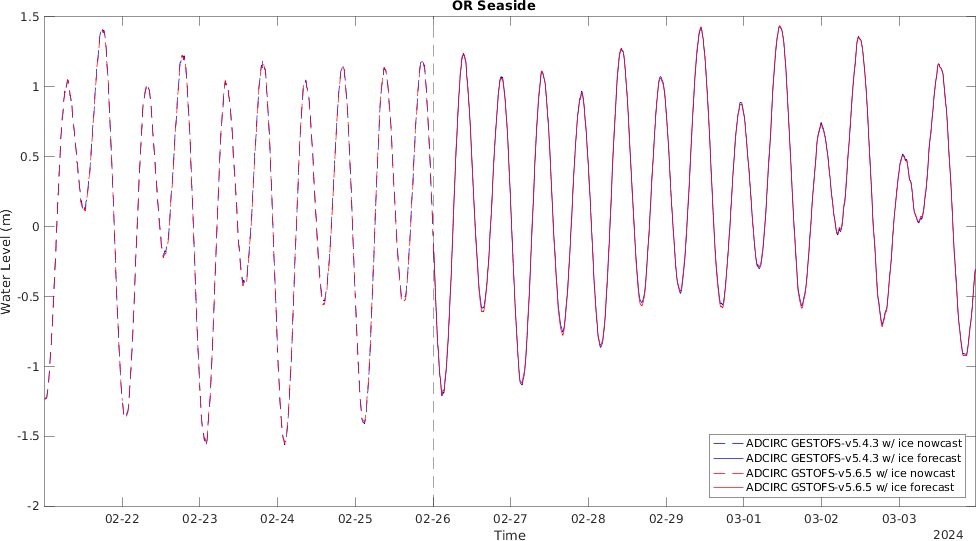 OR Seaside
1.5
1
0.5
0
-0.5
-1
-1.5
-2
Water Level (m)
02-22 02-23 02-24 02-25 02-26 02-27 02-28 02-29 03-01 03-02 03-03
Time
2024
ADCIRC GESTOFS-v5.4.3 w/ ice nowcast
ADCIRC GESTOFS-v5.4.3 w/ ice forecast
ADCIRC GSTOFS-v5.6.5 w/ ice nowcast
ADCIRC GSTOFS-v5.6.5 w/ ice forecast